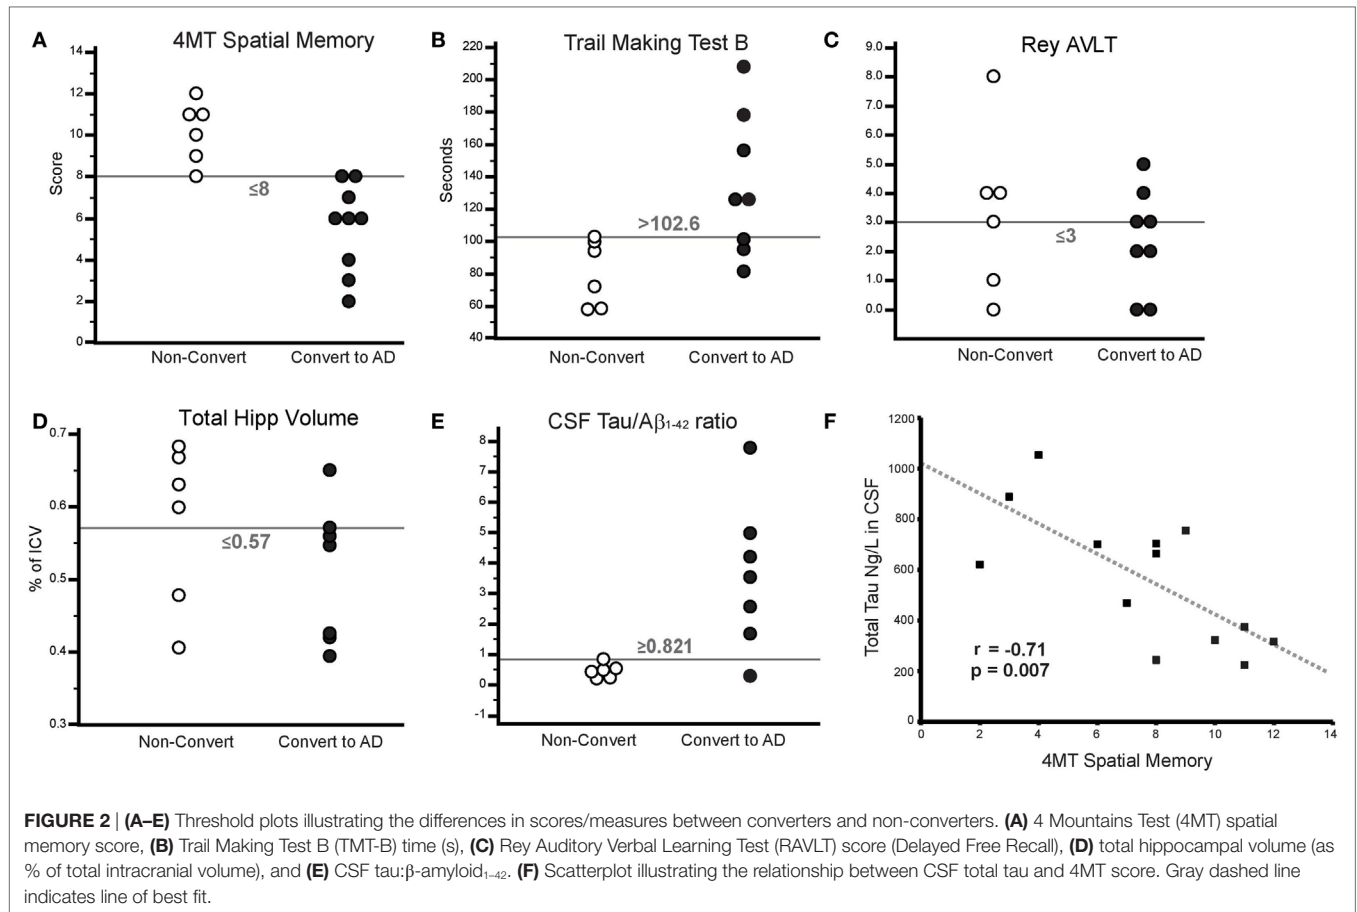 A
4MT Spatial Memory
14
12
10
8
6
4
2
0
Score
≤8
Non-Convert
Convert to AD
B
Trail Making Test B
220
200
180
160
140
120
100
80
60
40
Seconds
>102.6
Non-Convert
Convert to AD
C
Rey AVLT
9.0
8.0
7.0
6.0
5.0
4.0
3.0
2.0
1.0
0.0
≤3
Non-Convert
Convert to AD
D
Total Hipp Volume
0.7
0.6
0.5
0.4
0.3
% of ICV
≤0.57
Non-Convert
Convert to AD
E
CSF Tau/Aβ1-42 ratio
8
7
6
5
4
3
2
1
0
-1
≥0.821
Non-Convert
Convert to AD
F
1200
1000
800
600
400
200
0
Total Tau Ng/L in CSF
r = -0.71
p = 0.007
0 2 4 6 8 10 12 14
4MT Spatial Memory
FIGURE 2 | (A–E) Threshold plots illustrating the differences in scores/measures between converters and non-converters. (A) 4 Mountains Test (4MT) spatial
memory score, (B) Trail Making Test B (TMT-B) time (s), (C) Rey Auditory Verbal Learning Test (RAVLT) score (Delayed Free Recall), (D) total hippocampal volume (as
% of total intracranial volume), and (E) CSF tau:β-amyloid1–42. (F) Scatterplot illustrating the relationship between CSF total tau and 4MT score. Gray dashed line
indicates line of best fit.